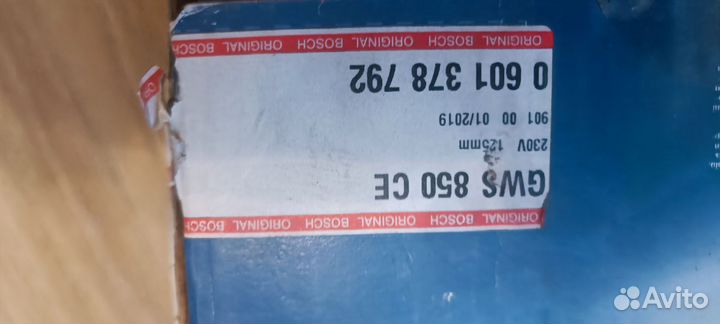 ORIGINAL BOSCH ORIGINAL BOSCH ORIGINAL BOSCH ORIGINAL BOSCH
GWS 850 CE
230V 125mm
901 00 01/2019
0 601 378 792
ORIGINAL BOSCH ORIGINAL BOSCH ORIGINAL BOSCH ORIGINAL BOSCH
Avito